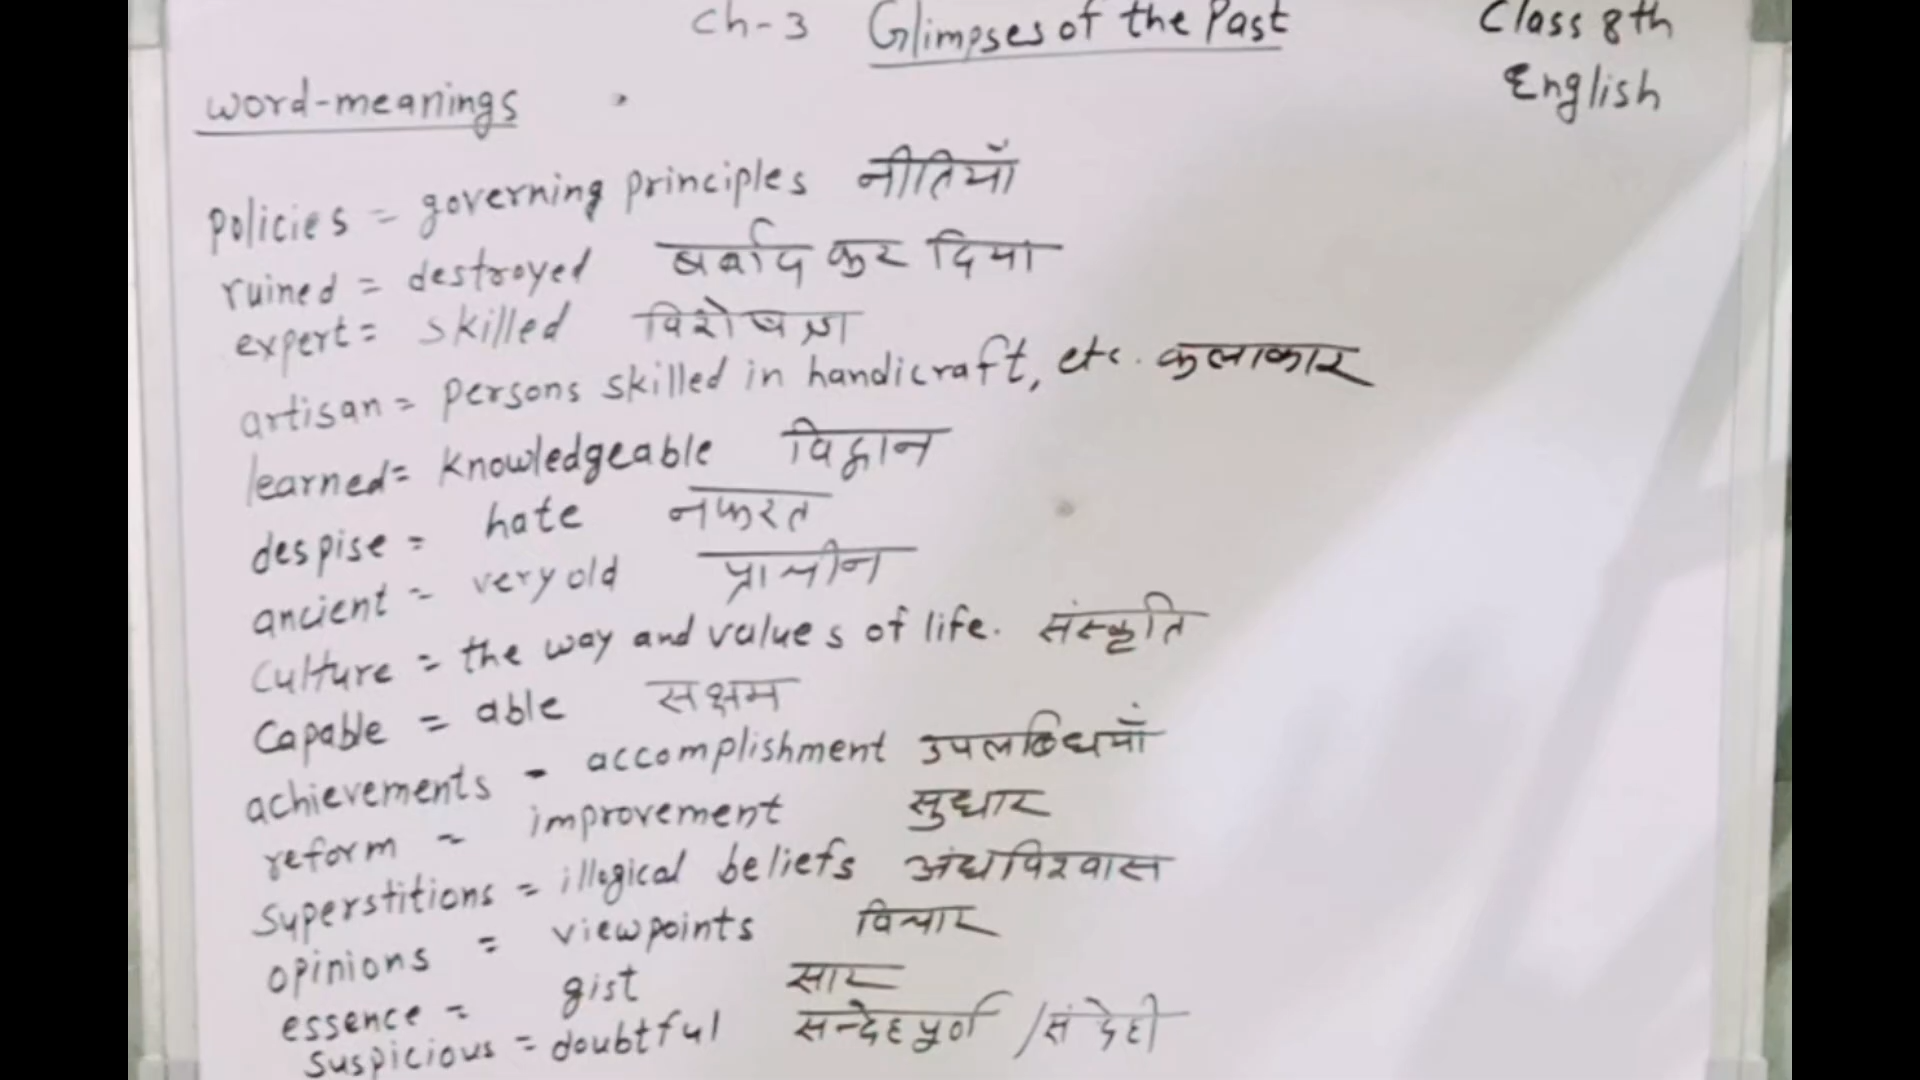 Ch-3 Glimpses of the Past Class 8th
English
word-meanings
policies = governing principles नीतियाँ
ruined = destroyed बर्बाद कर दिया
expert = skilled विशेषज्ञ
artisan = persons skilled in handicraft, etc. कलाकार
learned = knowledgeable विद्वान
despise = hate नफरत
ancient = very old प्राचीन
Culture = the way and values of life. संस्कृति
Capable = able सक्षम
achievements - accomplishment उपलब्धियाँ
reform = improvement सुधार
Superstitions = illogical beliefs अंधविश्वास
opinions = viewpoints विचार
essence = gist सार
suspicious = doubtful सन्देहपूर्ण /संदेही